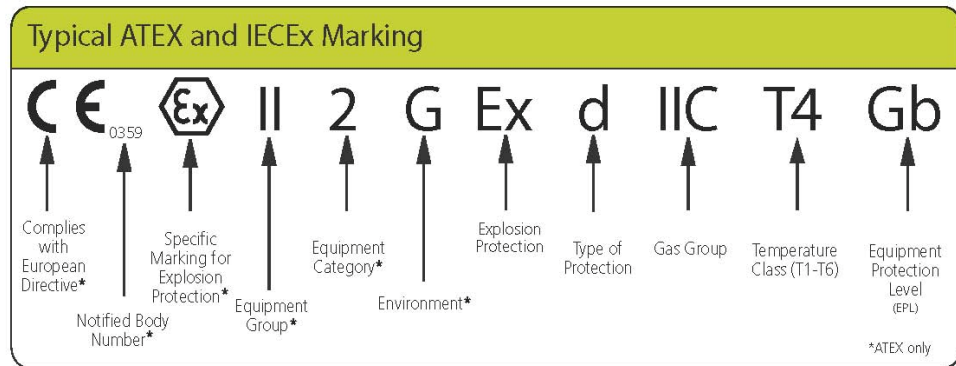 Typical ATEX and IECEx Marking
CE 0359 Ex II 2 G Ex d IIC T4 Gb
Complies
with
European
Directive*
Notified Body
Number*
Specific
Marking for
Explosion
Protection*
Equipment
Group*
Equipment
Category*
Environment*
Explosion
Protection
Type of
Protection
Gas Group
Temperature
Class (T1-T6)
Equipment
Protection
Level
(EPL)
*ATEX only